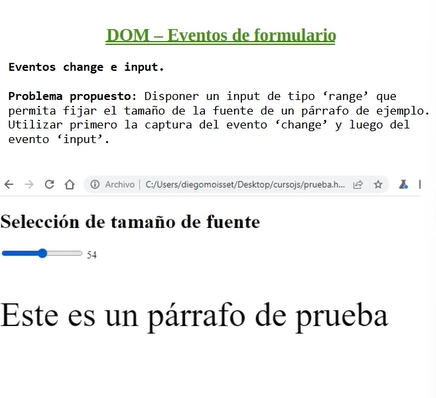 DOM – Eventos de formulario
Eventos change e input.
Problema propuesto: Disponer un input de tipo ‘range’ que
permita fijar el tamaño de la fuente de un párrafo de ejemplo.
Utilizar primero la captura del evento ‘change’ y luego del
evento ‘input’.
Archivo | C:/Users/diegomoisset/Desktop/cursojs/prueba.h...
Selección de tamaño de fuente
54
Este es un párrafo de prueba